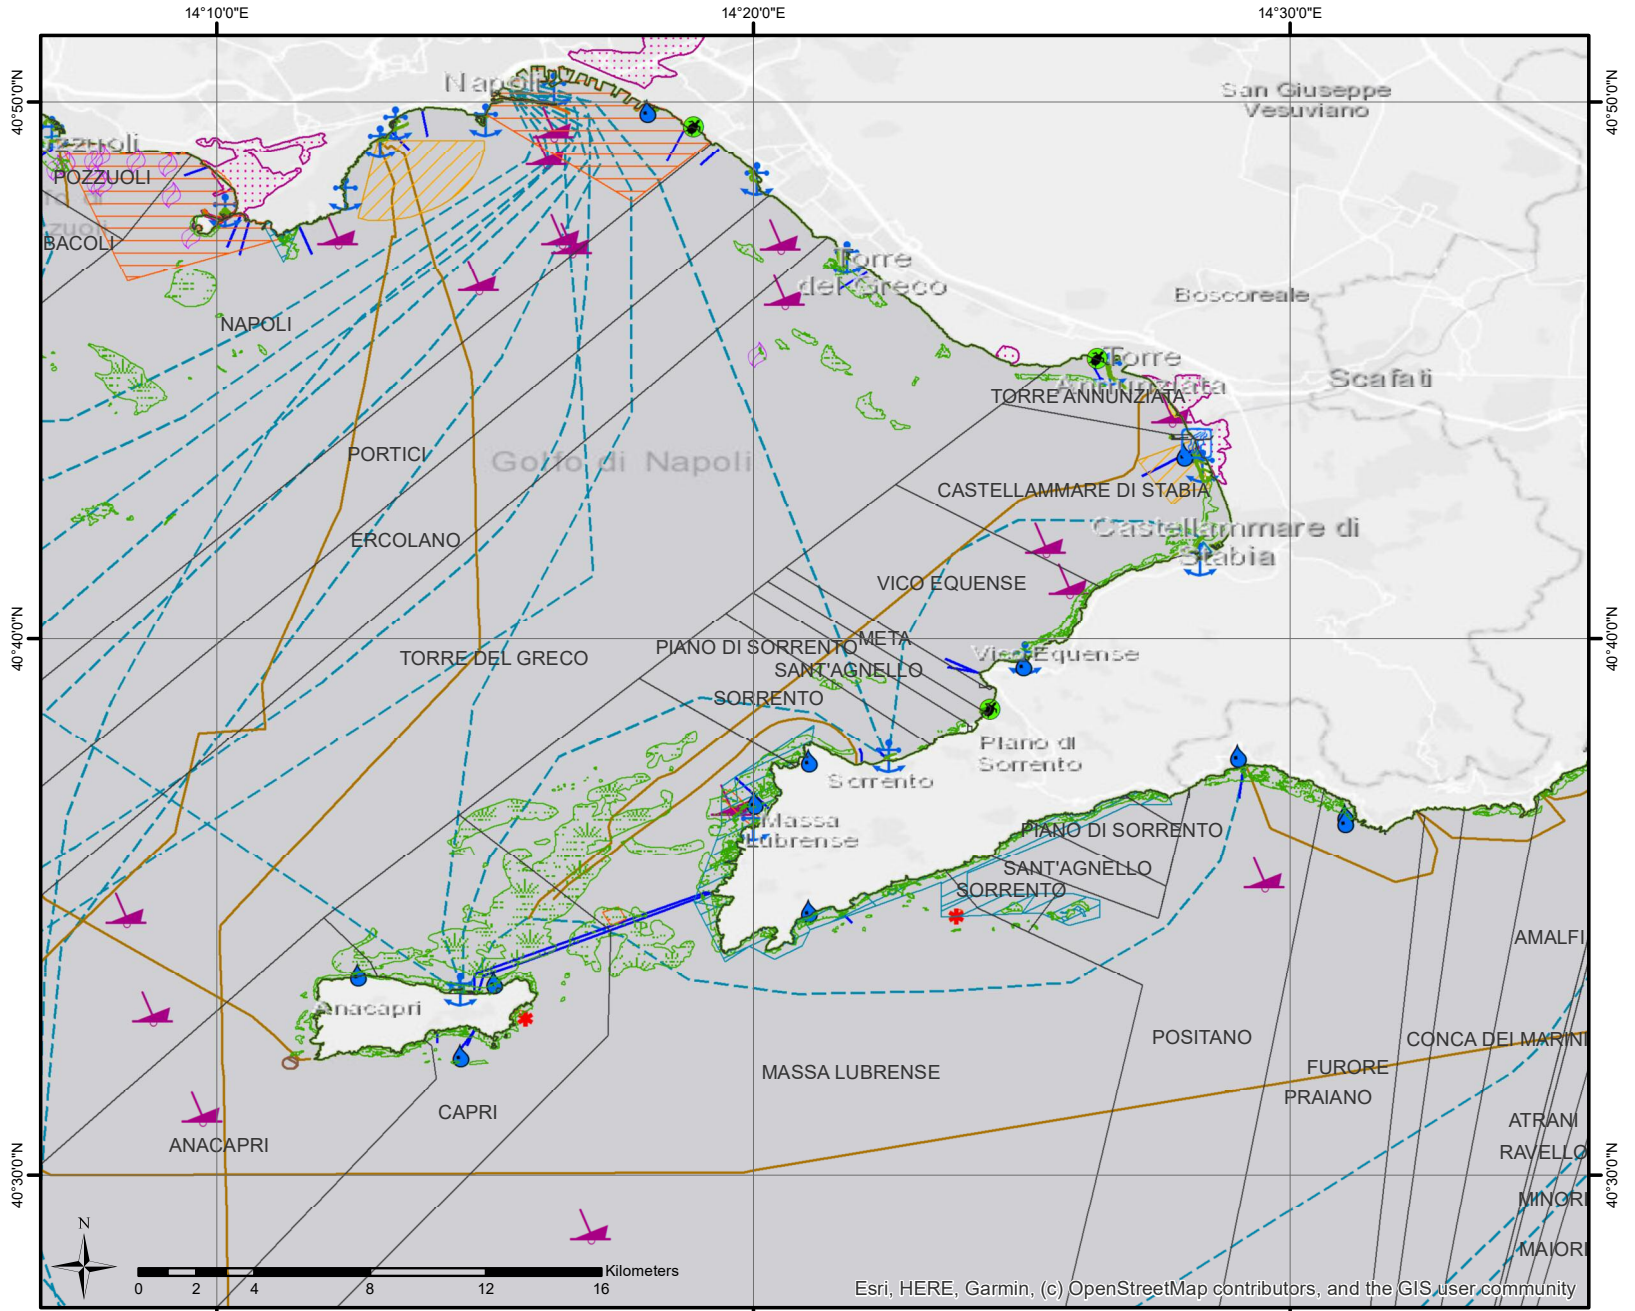 14°10'0"E
14°20'0"E
14°30'0"E
40°50'0"N
40°50'0"N
Napoli
San Giuseppe
Vesuviano
POZZUOLI
BACOLI
Torre
del Greco
Boscoreale
NAPOLI
Torre
Annunziata
Scafati
TORRE ANNUNZIATA
PORTICI
Golfo di Napoli
CASTELLAMMARE DI STABIA
Castellammare di
Stabia
ERCOLANO
VICO EQUENSE
40°40'0"N
40°40'0"N
META
PIANO DI SORRENTO
Vico Equense
TORRE DEL GRECO
SANT'AGNELLO
SORRENTO
Piano di
Sorrento
Sorrento
Massa
Lubrense
PIANO DI SORRENTO
SANT'AGNELLO
SORRENTO
AMALFI
Anacapri
POSITANO
CONCA DEI MARINI
FURORE
MASSA LUBRENSE
PRAIANO
CAPRI
ATRANI
ANACAPRI
RAVELLO
40°30'0"N
40°30'0"N
MINORI
N
MAIORI
Kilometers
0 2 4 8 12 16
Esri, HERE, Garmin, (c) OpenStreetMap contributors, and the GIS user community